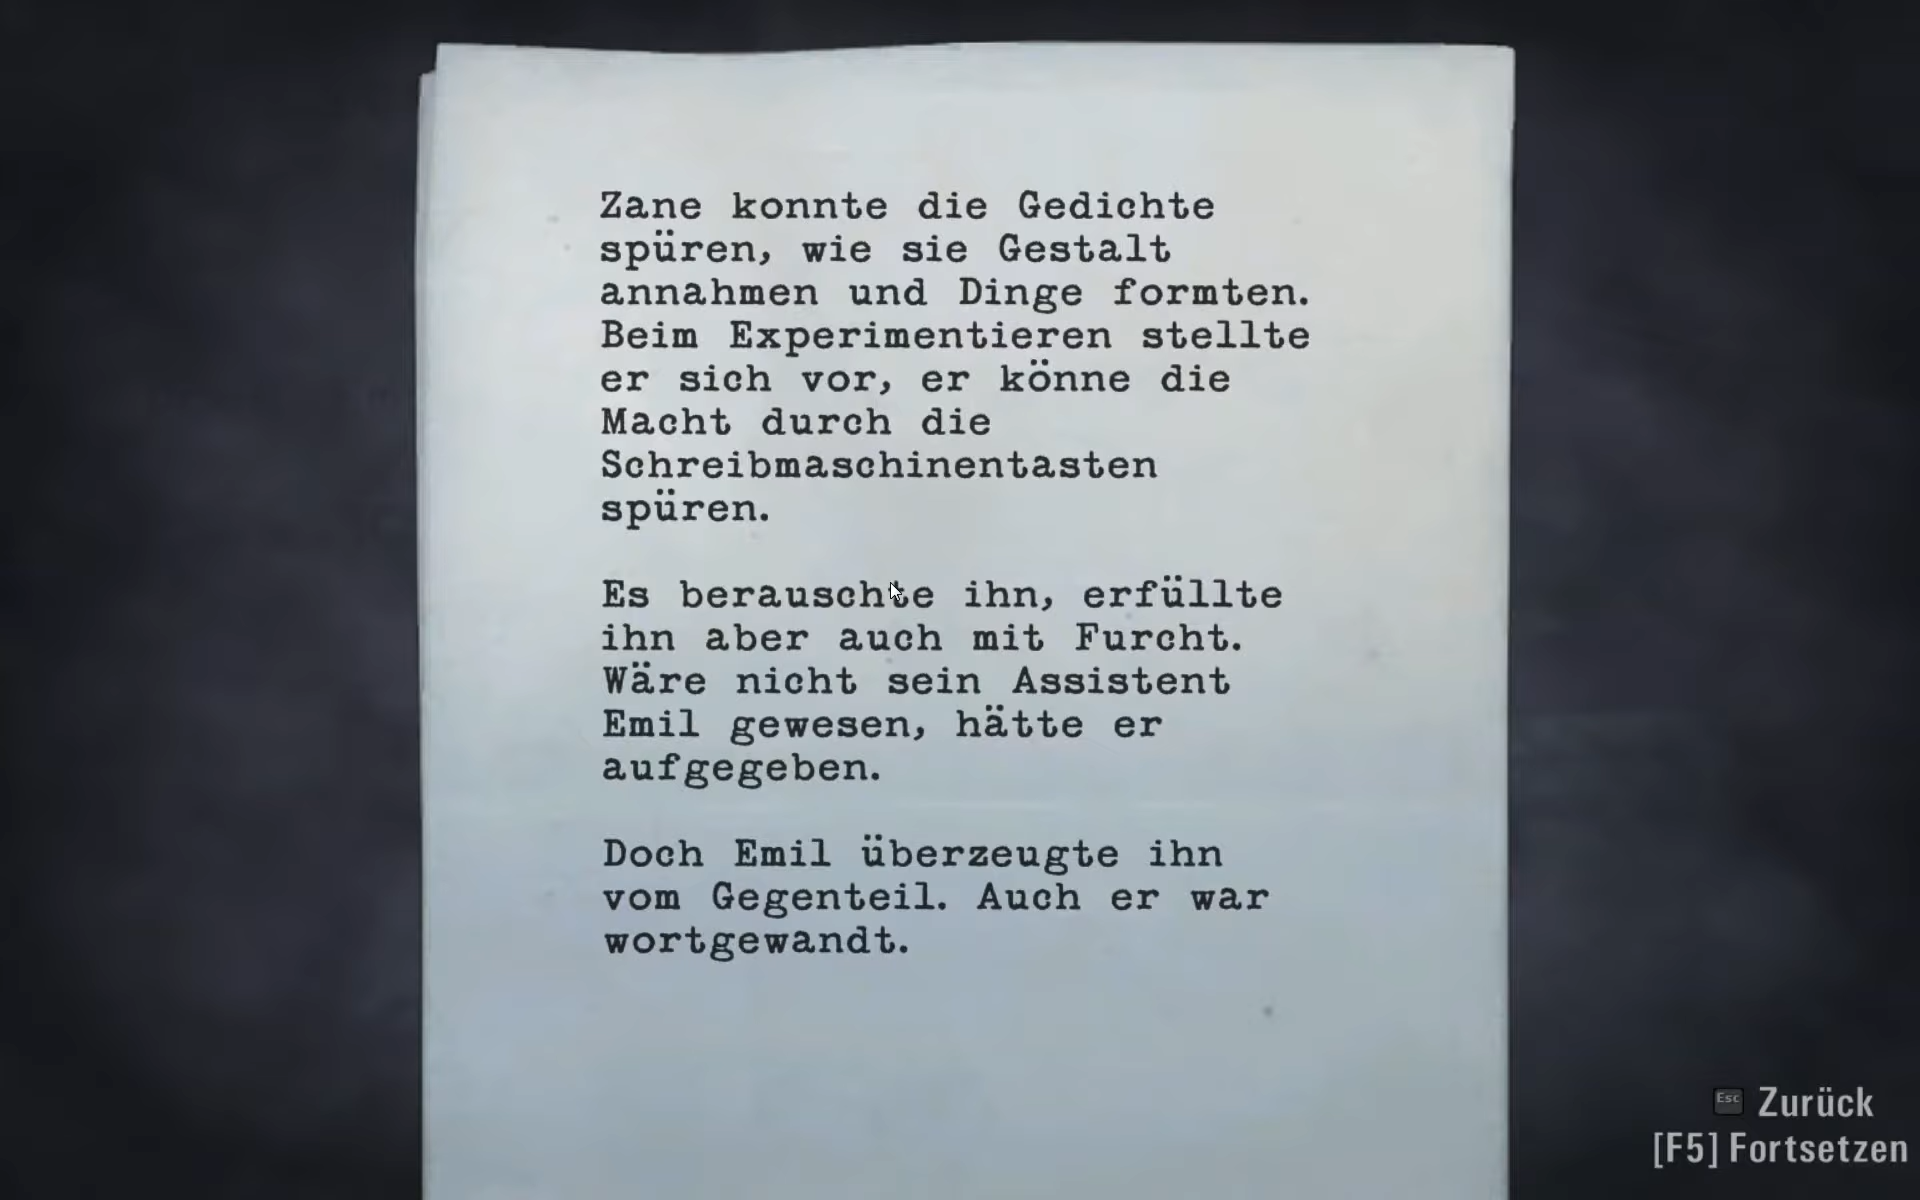 Zane konnte die Gedichte
spüren, wie sie Gestalt
annahmen und Dinge formten.
Beim Experimentieren stellte
er sich vor, er könne die
Macht durch die
Schreibmaschinentasten
spüren.
Es berauschte ihn, erfüllte
ihn aber auch mit Furcht.
Wäre nicht sein Assistent
Emil gewesen, hätte er
aufgegeben.
Doch Emil überzeugte ihn
vom Gegenteil. Auch er war
wortgewandt.
Esc Zurück
[F5] Fortsetzen